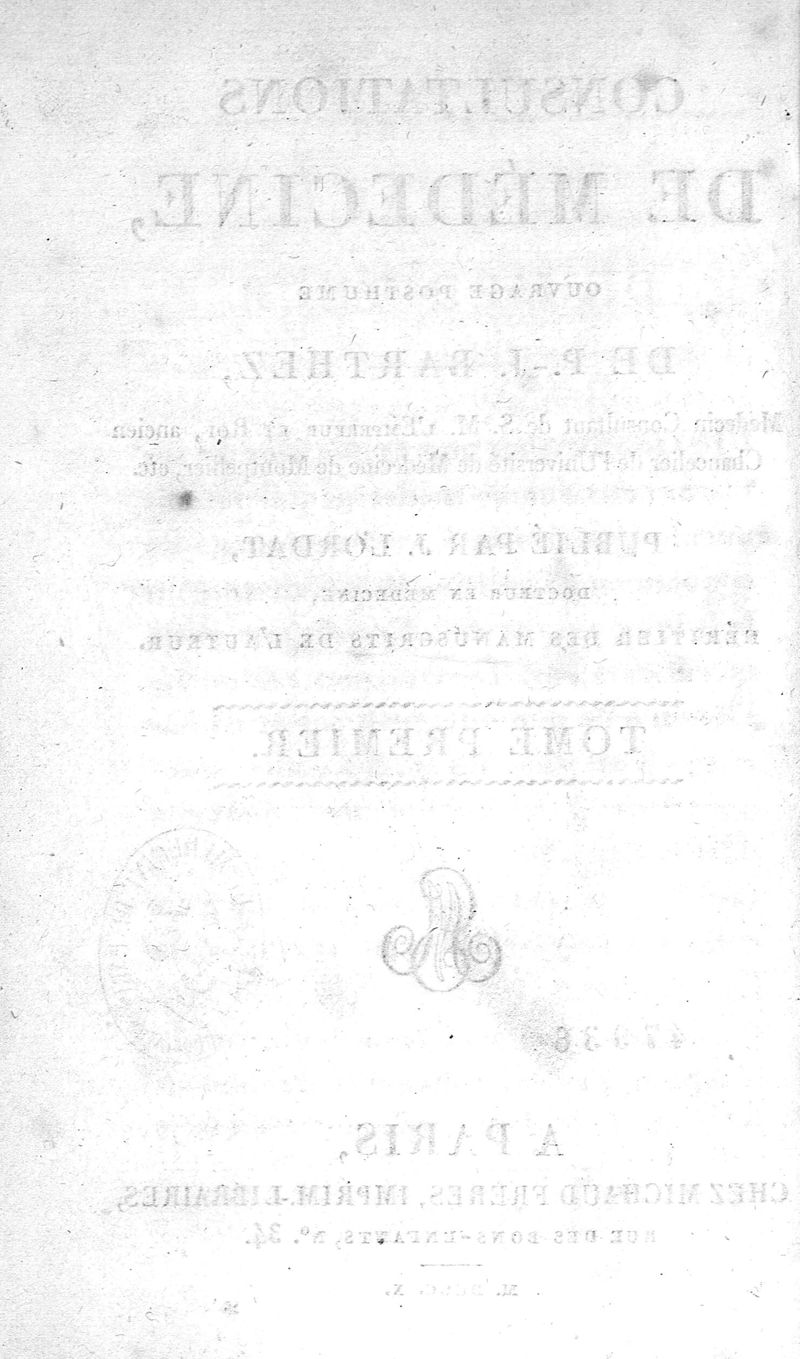 CONSULTATIONS
DE MÉDECINE,
OUVRAGE POSTHUME
DE P.-J. BARTHEZ,
Médecin Consultant de S. M. L'EMPEREUR ET ROI, ancien
Chancelier de l'Université de Médecine de Montpellier, etc.
PUBLIÉ PAR J. LORDAT,
DOCTEUR EN MÉDECINE,
HÉRITIER DES MANUSCRITS DE L'AUTEUR.
TOME PREMIER.
A PARIS,
CHEZ MICHAUD FRÈRES, IMPRIM.-LIBRAIRES,
RUE DES BONS-ENFANTS, N°. 34.
M. DCCC. X.